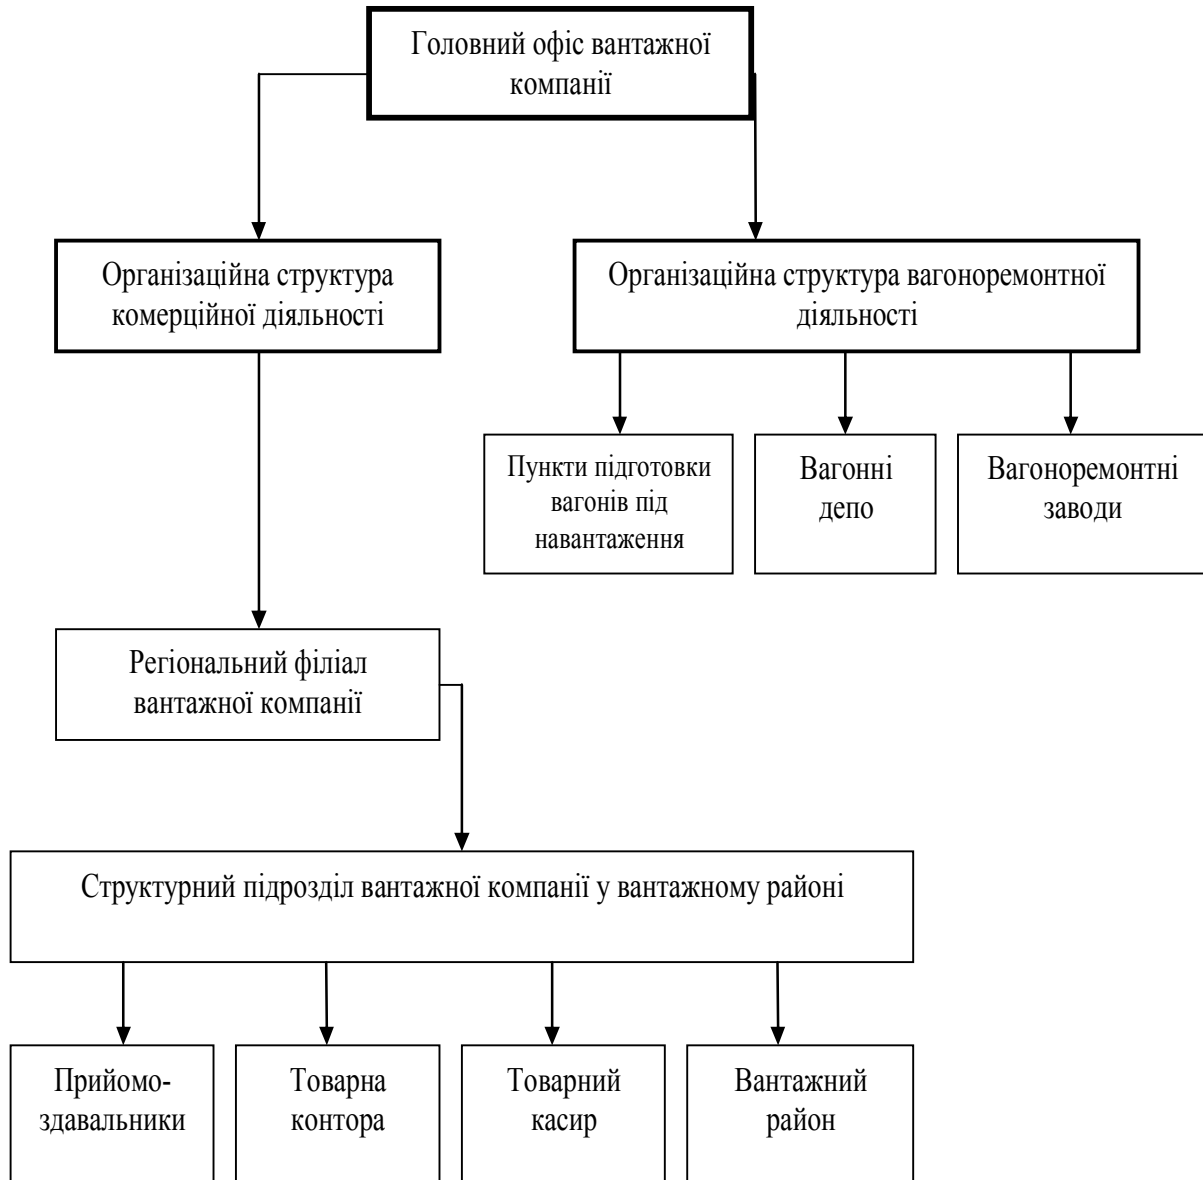 Головний офіс вантажної
компанії
Організаційна структура
комерційної діяльності
Організаційна структура вагоноремонтної
діяльності
Пункти підготовки
вагонів під
навантаження
Вагонні
депо
Вагоноремонтні
заводи
Регіональний філіал
вантажної компанії
Структурний підрозділ вантажної компанії у вантажному районі
Прийомо-
здавальники
Товарна
контора
Товарний
касир
Вантажний
район